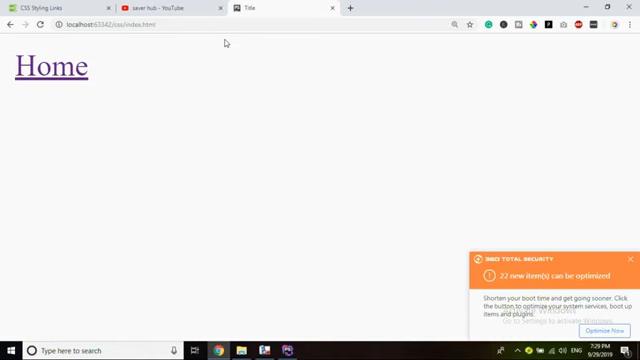 CSS Styling Links
saver hub - YouTube
Title
localhost:63342/css/index.html
Home
360 TOTAL SECURITY
22 new item(s) can be optimized
Shorten your boot time and get going sooner. Click
the button to optimize your system services, boot up
items and plugins.
Windows
Go to Settings to activate Windows.
Optimize Now
Type here to search
ENG
7:29 PM
9/29/2019